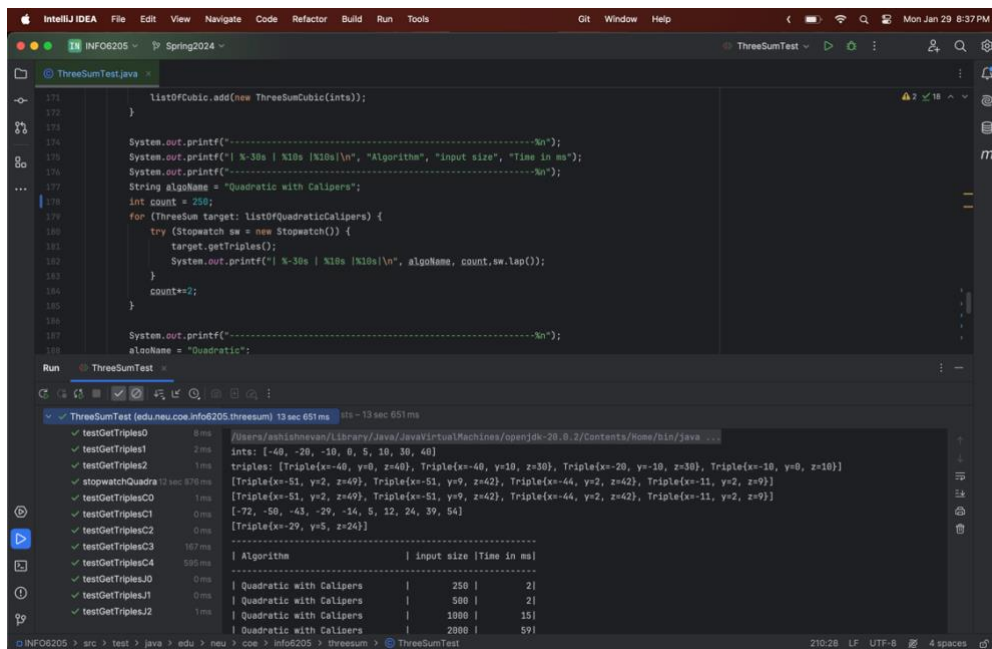 IntelliJ IDEA File Edit View Navigate Code Refactor Build Run Tools Git Window Help Mon Jan 29 8:37 PM
IN INFO6205 Spring2024 ThreeSumTest
ThreeSumTest.java
171 listOfCubic.add(new ThreeSumCubic(ints)); 2 18
172 }
173
174 System.out.printf("-----------------------------------------------------%n");
175 System.out.printf("| %-30s | %10s |%10s|\n", "Algorithm", "input size", "Time in ms");
176 System.out.printf("-----------------------------------------------------%n");
177 String algoName = "Quadratic with Calipers";
178 int count = 250;
179 for (ThreeSum target: listOfQuadraticCalipers) {
180 try (Stopwatch sw = new Stopwatch()) {
181 target.getTriples();
182 System.out.printf("| %-30s | %10s |%10s|\n", algoName, count,sw.lap());
183 }
184 count*=2;
185 }
186
187 System.out.printf("-----------------------------------------------------%n");
188 algoName = "Quadratic";
Run ThreeSumTest
ThreeSumTest (edu.neu.coe.info6205.threesum) 13 sec 651 ms sts – 13 sec 651 ms
testGetTriples0 8 ms
testGetTriples1 2 ms
testGetTriples2 1 ms
stopwatchQuadra 12 sec 876 ms
testGetTriplesC0 1 ms
testGetTriplesC1 0 ms
testGetTriplesC2 0 ms
testGetTriplesC3 167 ms
testGetTriplesC4 595 ms
testGetTriplesJ0 0 ms
testGetTriplesJ1 0 ms
testGetTriplesJ2 1 ms
/Users/ashishnevan/Library/Java/JavaVirtualMachines/openjdk-20.0.2/Contents/Home/bin/java ...
ints: [-40, -20, -10, 0, 5, 10, 30, 40]
triples: [Triple{x=-40, y=0, z=40}, Triple{x=-40, y=10, z=30}, Triple{x=-20, y=-10, z=30}, Triple{x=-10, y=0, z=10}]
[Triple{x=-51, y=2, z=49}, Triple{x=-51, y=9, z=42}, Triple{x=-44, y=2, z=42}, Triple{x=-11, y=2, z=9}]
[Triple{x=-51, y=2, z=49}, Triple{x=-51, y=9, z=42}, Triple{x=-44, y=2, z=42}, Triple{x=-11, y=2, z=9}]
[-72, -50, -43, -29, -14, 5, 12, 24, 39, 54]
[Triple{x=-29, y=5, z=24}]
-----------------------------------------------------
| Algorithm | input size |Time in ms|
-----------------------------------------------------
| Quadratic with Calipers | 250 | 2|
| Quadratic with Calipers | 500 | 2|
| Quadratic with Calipers | 1000 | 15|
| Quadratic with Calipers | 2000 | 59|
INFO6205 > src > test > java > edu > neu > coe > info6205 > threesum > ThreeSumTest 210:28 LF UTF-8 4 spaces